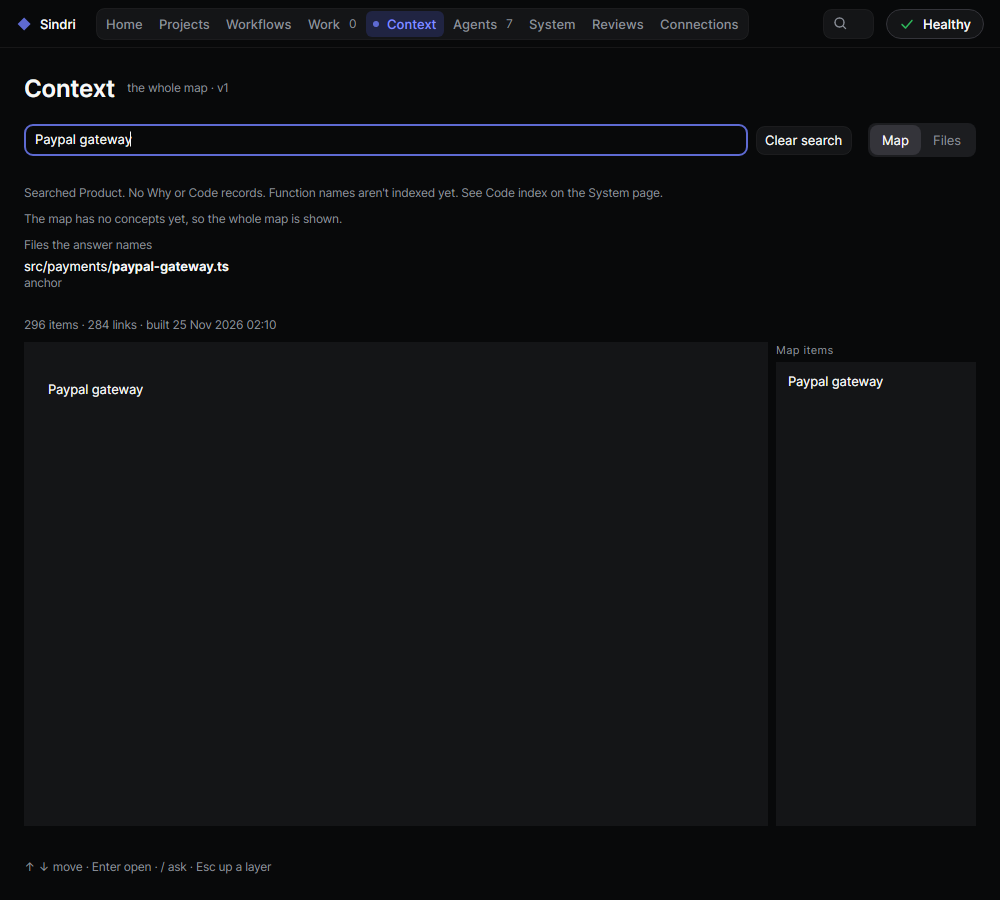 Sindri Home Projects Workflows Work 0 Context Agents 7 System Reviews Connections Healthy
Context the whole map · v1
Paypal gateway Clear search Map Files
Searched Product. No Why or Code records. Function names aren't indexed yet. See Code index on the System page.
The map has no concepts yet, so the whole map is shown.
Files the answer names
src/payments/paypal-gateway.ts
anchor
296 items · 284 links · built 25 Nov 2026 02:10
Map items
Paypal gateway
Paypal gateway
↑ ↓ move · Enter open · / ask · Esc up a layer